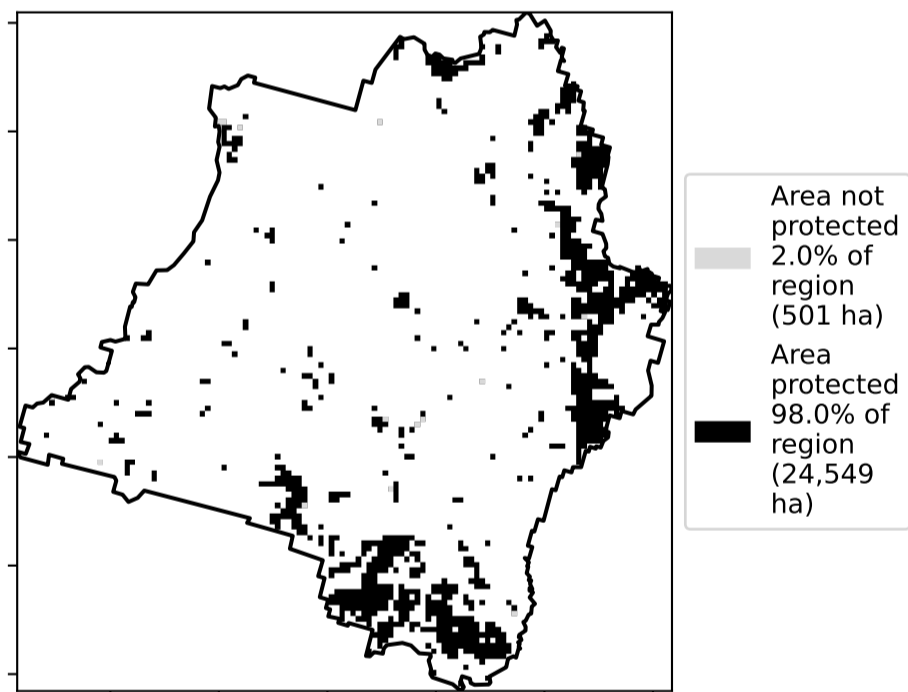 Area not
protected
2.0% of
region
(501 ha)
Area
protected
98.0% of
region
(24,549
ha)